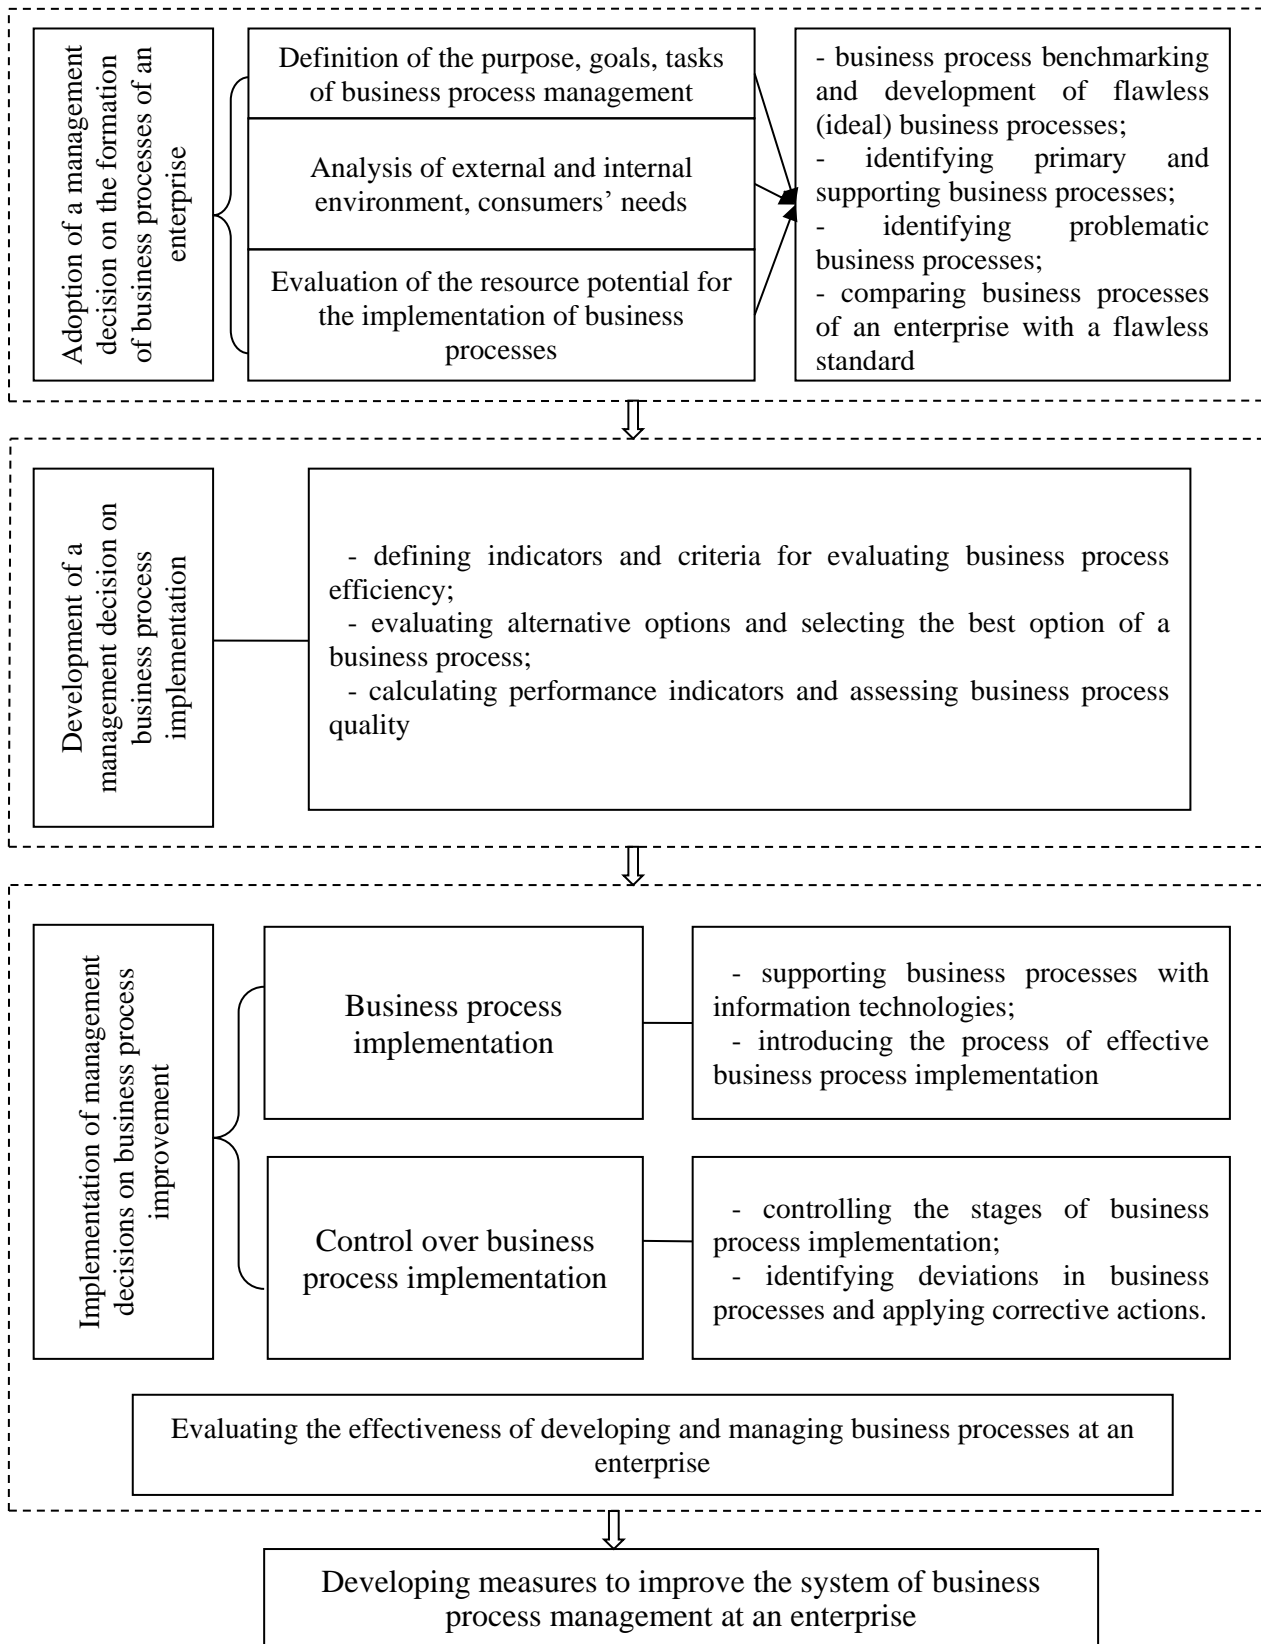 Adoption of a management
decision on the formation
of business processes of an
enterprise
Definition of the purpose, goals, tasks
of business process management
Analysis of external and internal
environment, consumers’ needs
Evaluation of the resource potential for
the implementation of business
processes
- business process benchmarking
and development of flawless
(ideal) business processes;
- identifying primary and
supporting business processes;
- identifying problematic
business processes;
- comparing business processes
of an enterprise with a flawless
standard
Development of a
management decision on
business process
implementation
- defining indicators and criteria for evaluating business process
efficiency;
- evaluating alternative options and selecting the best option of a
business process;
- calculating performance indicators and assessing business process
quality
Implementation of management
decisions on business process
improvement
Business process
implementation
- supporting business processes with
information technologies;
- introducing the process of effective
business process implementation
Control over business
process implementation
- controlling the stages of business
process implementation;
- identifying deviations in business
processes and applying corrective actions.
Evaluating the effectiveness of developing and managing business processes at an
enterprise
Developing measures to improve the system of business
process management at an enterprise